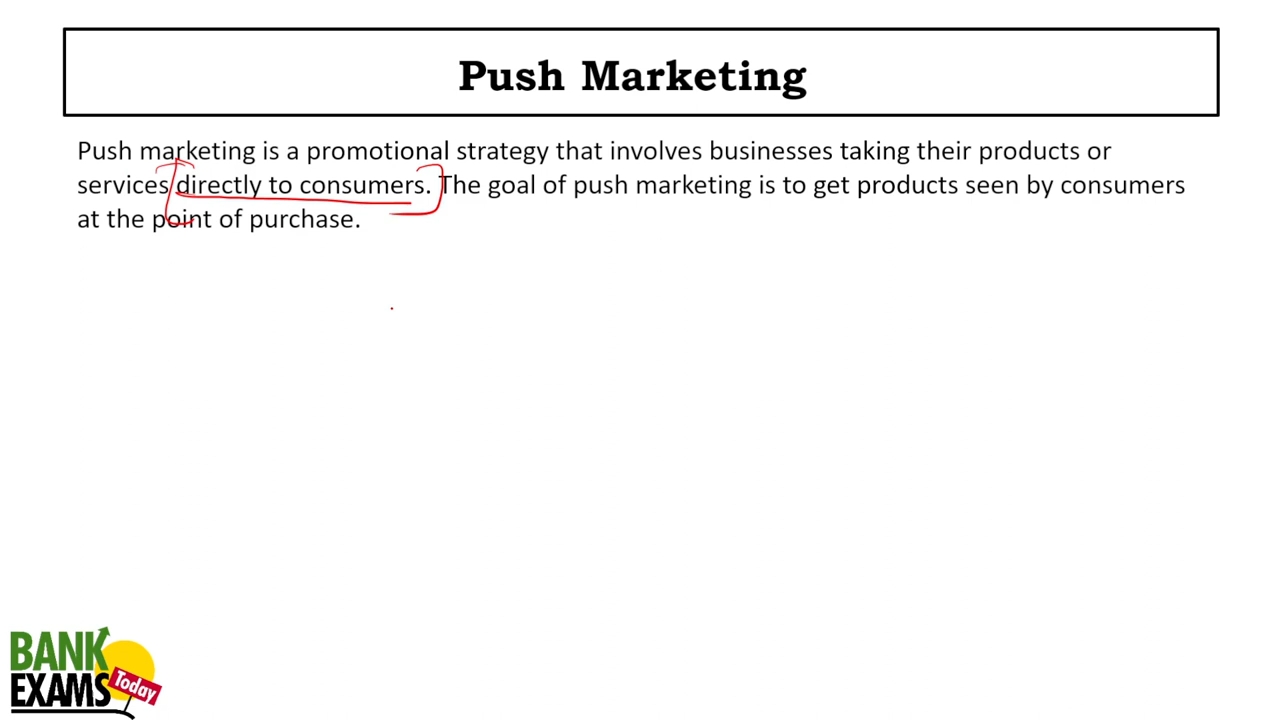 Push Marketing
Push marketing is a promotional strategy that involves businesses taking their products or
services directly to consumers. The goal of push marketing is to get products seen by consumers
at the point of purchase.
BANK
EXAMS
Today